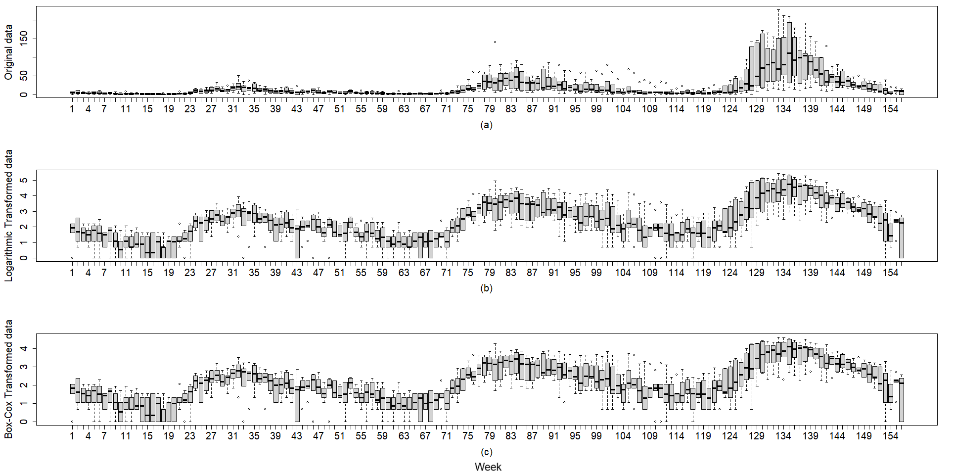 Original data
150
50
0
1 4 7 11 15 19 23 27 31 35 39 43 47 51 55 59 63 67 71 75 79 83 87 91 95 99 104 109 114 119 124 129 134 139 144 149 154
(a)
Logarithmic Transformed data
5
4
3
2
1
0
1 4 7 11 15 19 23 27 31 35 39 43 47 51 55 59 63 67 71 75 79 83 87 91 95 99 104 109 114 119 124 129 134 139 144 149 154
(b)
Box-Cox Transformed data
4
3
2
1
0
1 4 7 11 15 19 23 27 31 35 39 43 47 51 55 59 63 67 71 75 79 83 87 91 95 99 104 109 114 119 124 129 134 139 144 149 154
(c)
Week